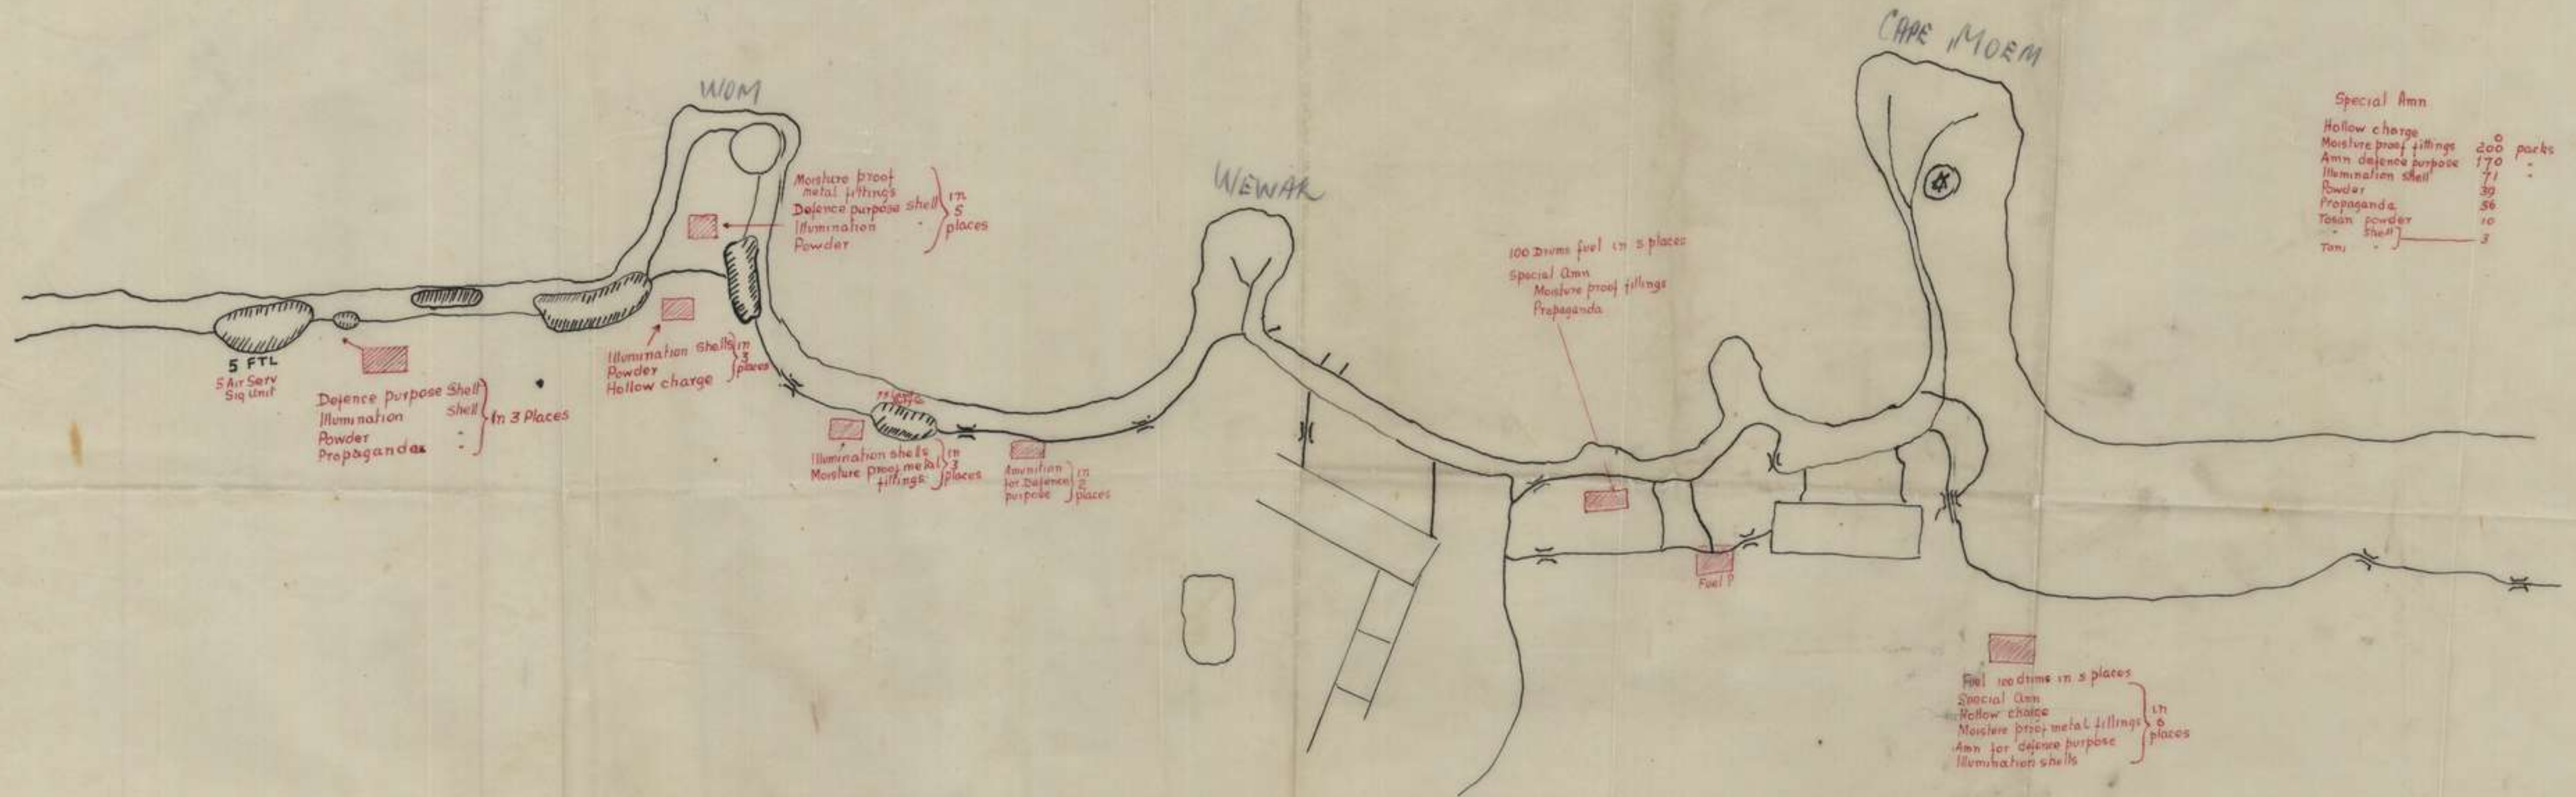 CAPE MOEM
WOM
WEWAR
Special Amn
Hollow charge 0
Moisture proof fittings 200 packs
Amn defence purpose 170 "
Illumination shell 71 "
Powder 39
Propaganda 56
powder 10
" Shell } 3
"
Moisture proof
metal fittings
Defence purpose shell
Illumination "
Powder
in
5
places
100 Drums fuel in 5 places
Special Amn
Moisture proof fillings
Propaganda
5 FTL
5 Air Serv
Sig Unit
Defence purpose Shell
Illumination Shell
Powder "
Propaganda "
In 3 Places
Illumination Shells
Powder
Hollow charge
in
3
places
Illumination shells
Moisture proof metal
fittings
in
3
places
Amunition
for Defence
purpose
in
2
places
Fuel ?
Fuel 100 drums in 5 places
Special Amn
Hollow charge
Moisture proof metal fillings
Amn for defence purpose
Illumination shells
in
6
places